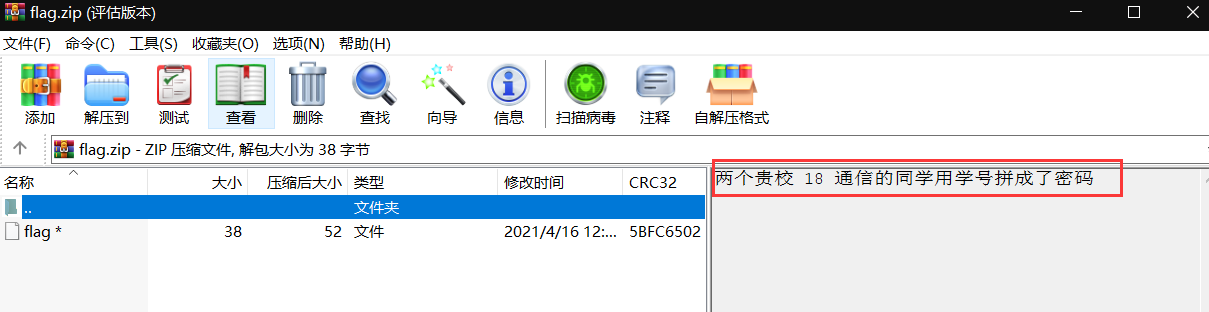 flag.zip (评估版本)
文件(F) 命令(C) 工具(S) 收藏夹(O) 选项(N) 帮助(H)
添加 解压到 测试 查看 删除 查找 向导 信息 扫描病毒 注释 自解压格式
flag.zip - ZIP 压缩文件, 解包大小为 38 字节
名称 大小 压缩后大小 类型 修改时间 CRC32
.. 文件夹
flag * 38 52 文件 2021/4/16 12:... 5BFC6502
两个贵校 18 通信的同学用学号拼成了密码